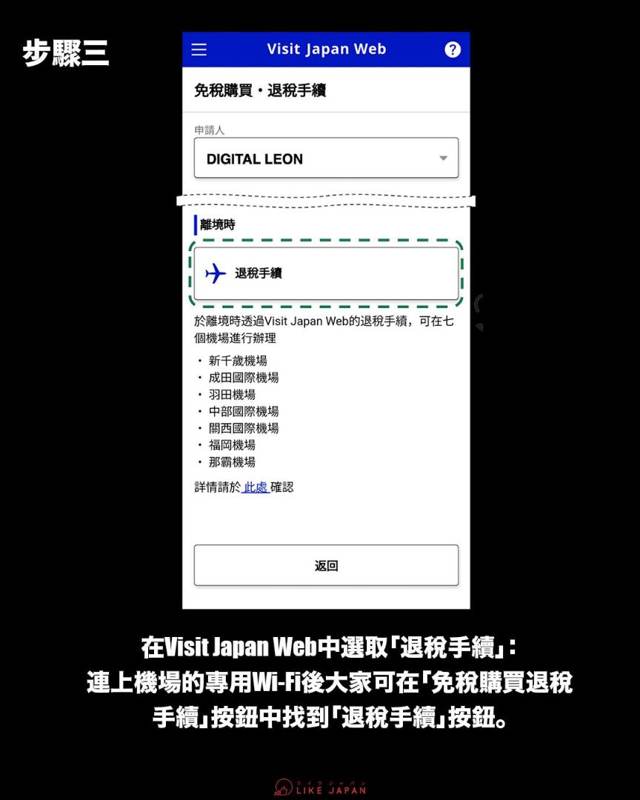 步驟三
Visit Japan Web
?
免稅購買・退稅手續
申請人
DIGITAL LEON
離境時
退稅手續
於離境時透過Visit Japan Web的退稅手續，可在七
個機場進行辦理
・ 新千歲機場
・ 成田國際機場
・ 羽田機場
・ 中部國際機場
・ 關西國際機場
・ 福岡機場
・ 那霸機場
詳情請於 此處 確認
返回
在Visit Japan Web中選取「退稅手續」：
連上機場的專用Wi-Fi後大家可在「免稅購買退稅
手續」按鈕中找到「退稅手續」按鈕。
LIKE JAPAN